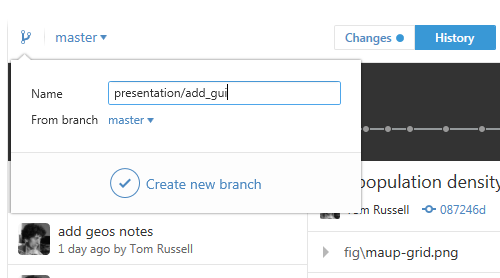 master
Changes
History
Name
presentation/add_gui
From branch
master
Create new branch
population density
Tom Russell
087246d
add geos notes
1 day ago by Tom Russell
fig\maup-grid.png